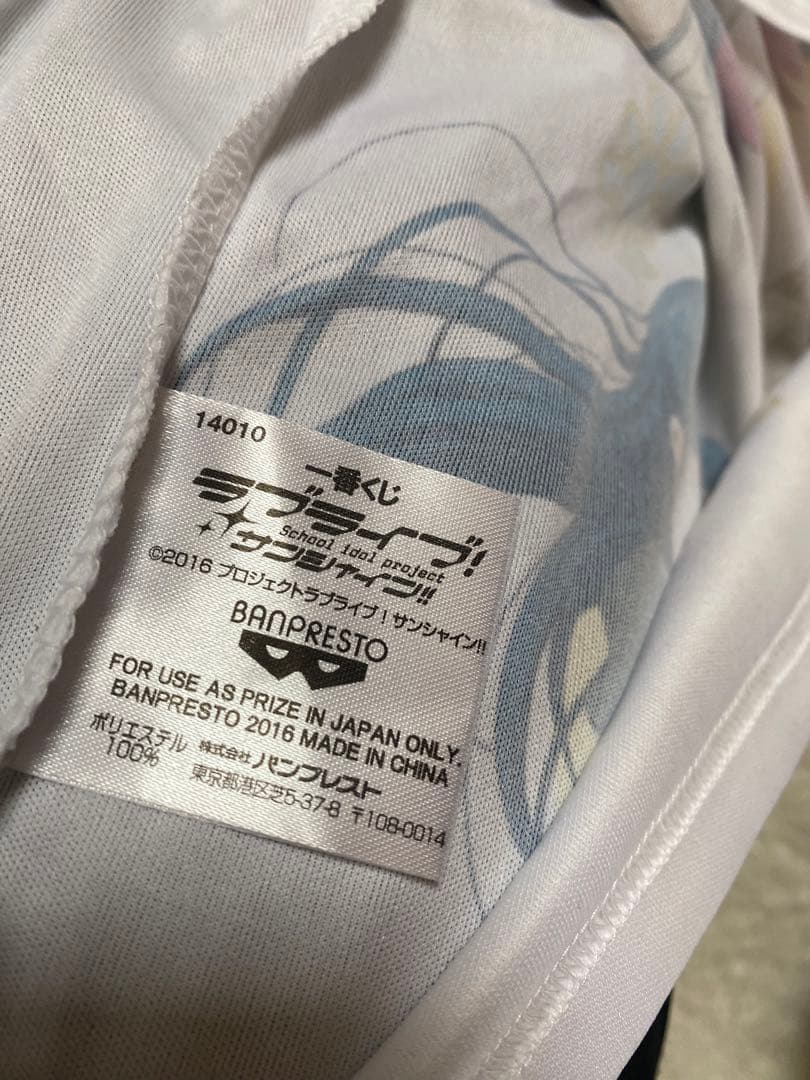 14010
一番くじ
ラブライブ!
School idol project
サンシャイン!!
©2016 プロジェクトラブライブ！サンシャイン!!
BANPRESTO
FOR USE AS PRIZE IN JAPAN ONLY.
BANPRESTO 2016 MADE IN CHINA
ポリエステル 100%
株式会社 バンプレスト
東京都港区芝5-37-8 〒108-0014